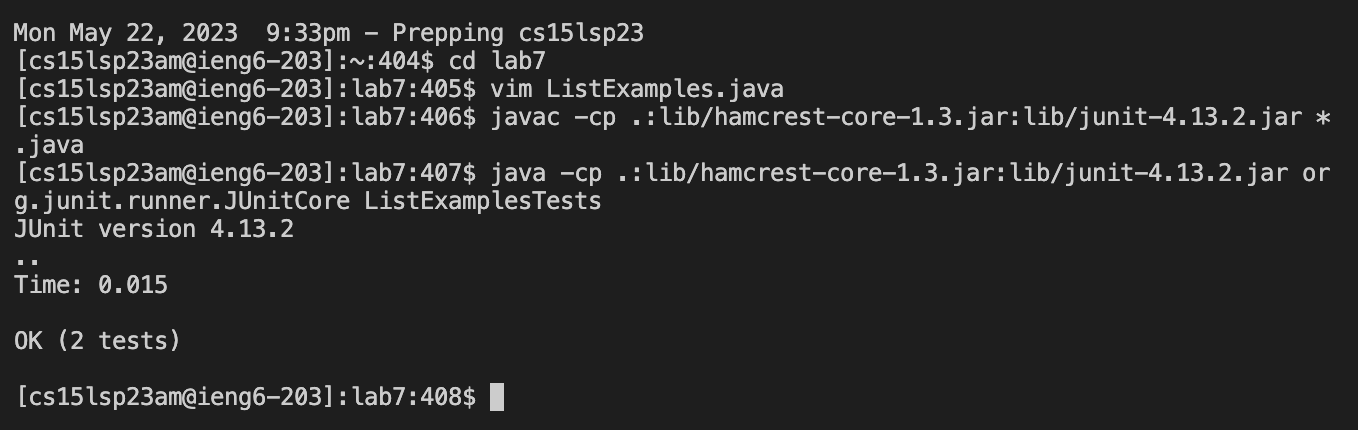 Mon May 22, 2023  9:33pm - Prepping cs15lsp23
[cs15lsp23am@ieng6-203]:~:404$ cd lab7
[cs15lsp23am@ieng6-203]:lab7:405$ vim ListExamples.java
[cs15lsp23am@ieng6-203]:lab7:406$ javac -cp .:lib/hamcrest-core-1.3.jar:lib/junit-4.13.2.jar *
.java
[cs15lsp23am@ieng6-203]:lab7:407$ java -cp .:lib/hamcrest-core-1.3.jar:lib/junit-4.13.2.jar or
g.junit.runner.JUnitCore ListExamplesTests
JUnit version 4.13.2
..
Time: 0.015
OK (2 tests)
[cs15lsp23am@ieng6-203]:lab7:408$